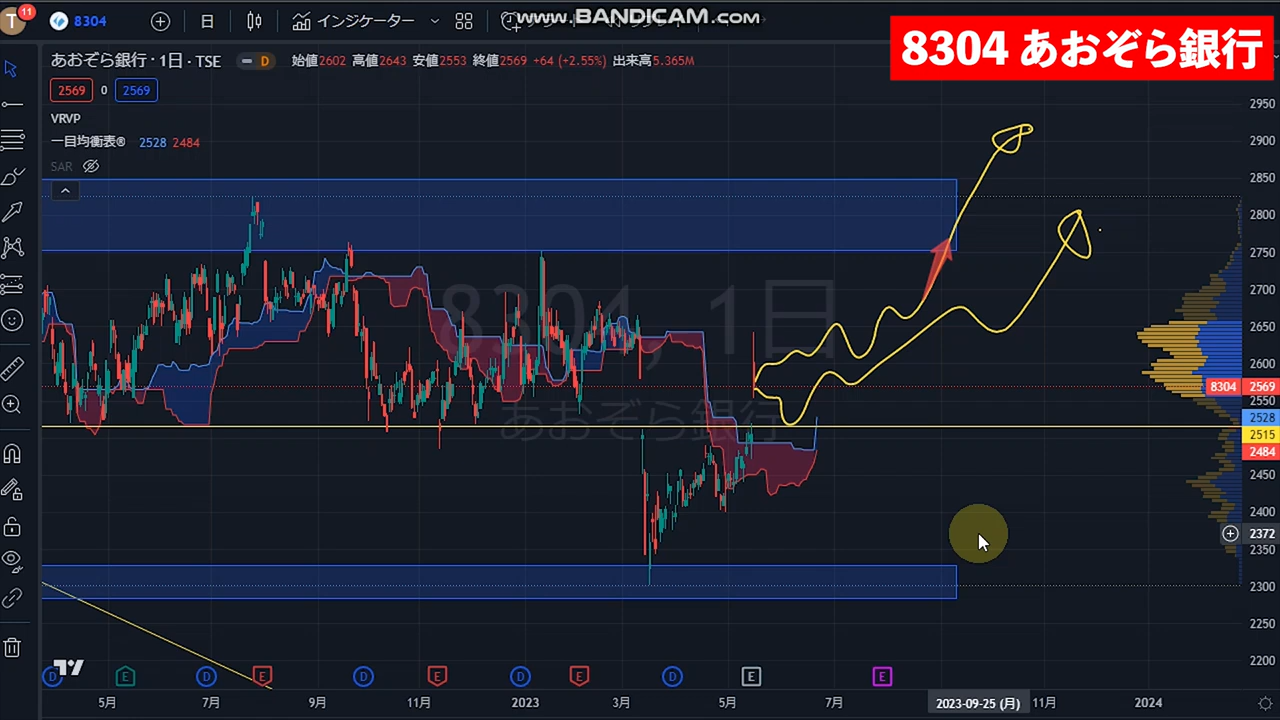 T 11 8304 日 インジケーター
www.BANDICAM.com
8304 あおぞら銀行
あおぞら銀行・1日・TSE D 始値2602 高値2643 安値2553 終値2569 +64 (+2.55%) 出来高5.365M
2569 0 2569
VRVP
一目均衡表® 2528 2484
SAR
8304, 1日
あおぞら銀行
2950
2900
2850
2800
2750
2700
2650
2600
8304 2569
2550
2528
2515
2484
2450
2400
2372
2350
2300
2250
2200
D E D E D E D E D E E
5月 7月 9月 11月 2023 3月 5月 7月 2023-09-25 (月) 11月 2024